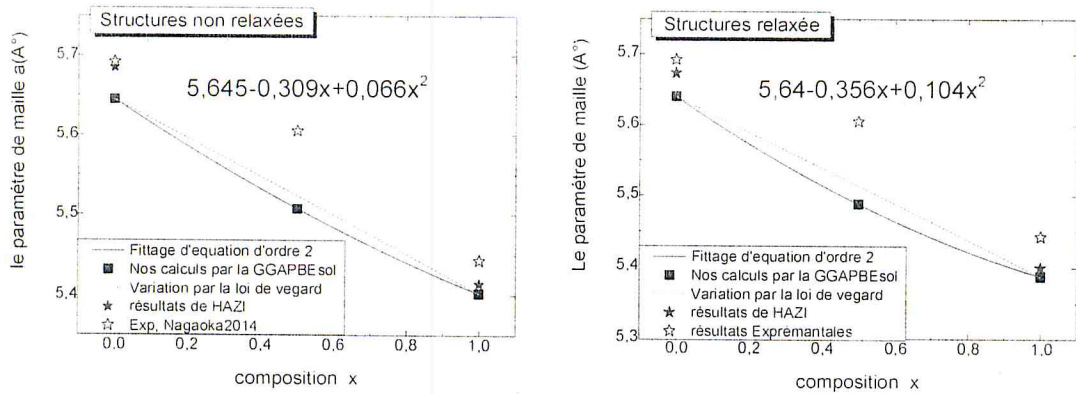 Structures non relaxées
le paramétre de maille a(A°)
5,7
5,6
5,5
5,4
5,645-0,309x+0,066x²
Fittage d'equation d'ordre 2
Nos calculs par la GGAPBEsol
Variation par la loi de vegard
résultats de HAZI
Exp, Nagaoka2014
0,0 0,2 0,4 0,6 0,8 1,0
composition x
Structures relaxée
Le paramétre de maille (A°)
5,7
5,6
5,5
5,4
5,3
5,64-0,356x+0,104x²
Fittage d'equation d'ordre 2
Nos calculs par la GGAPBEsol
Variation par la loi de vegard
résultats de HAZI
résultats Exprémantales
0,0 0,2 0,4 0,6 0,8 1,0
composition x